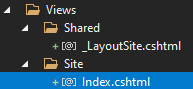 Views
Shared
+ [@] _LayoutSite.cshtml
Site
+ [@] Index.cshtml